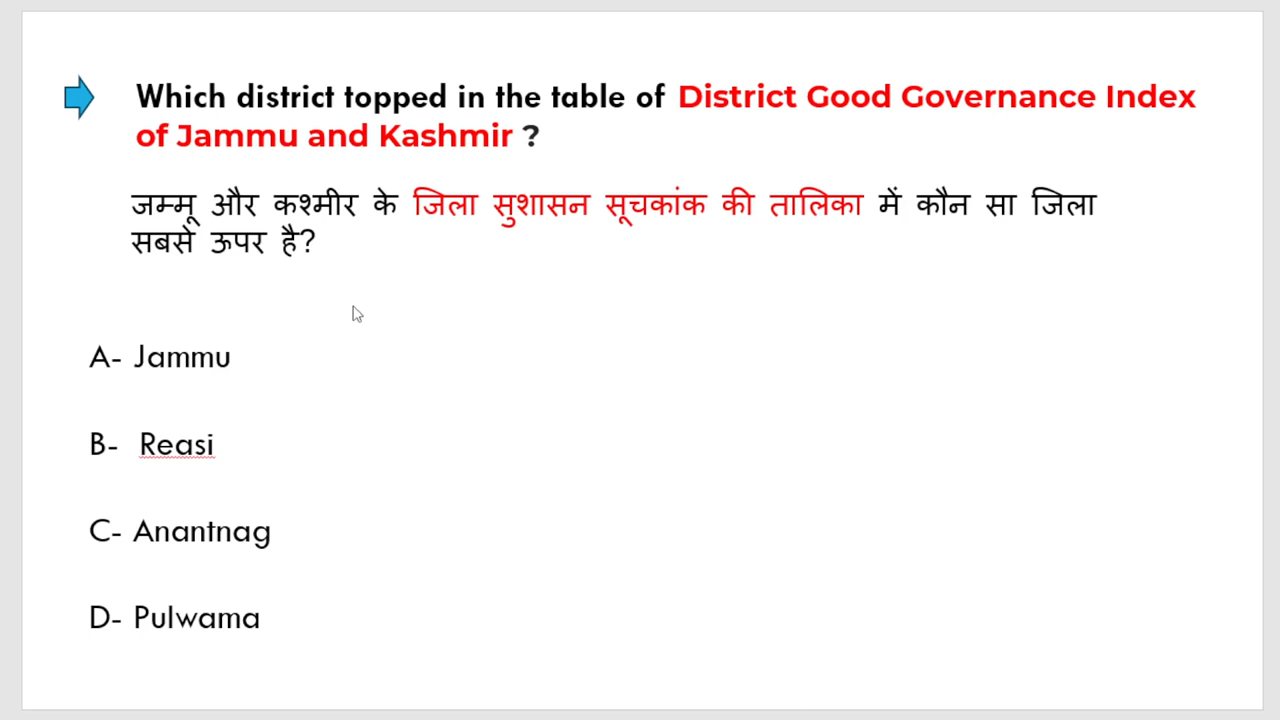 Which district topped in the table of District Good Governance Index
of Jammu and Kashmir ?
जम्मू और कश्मीर के जिला सुशासन सूचकांक की तालिका में कौन सा जिला
सबसे ऊपर है?
A- Jammu
B- Reasi
C- Anantnag
D- Pulwama